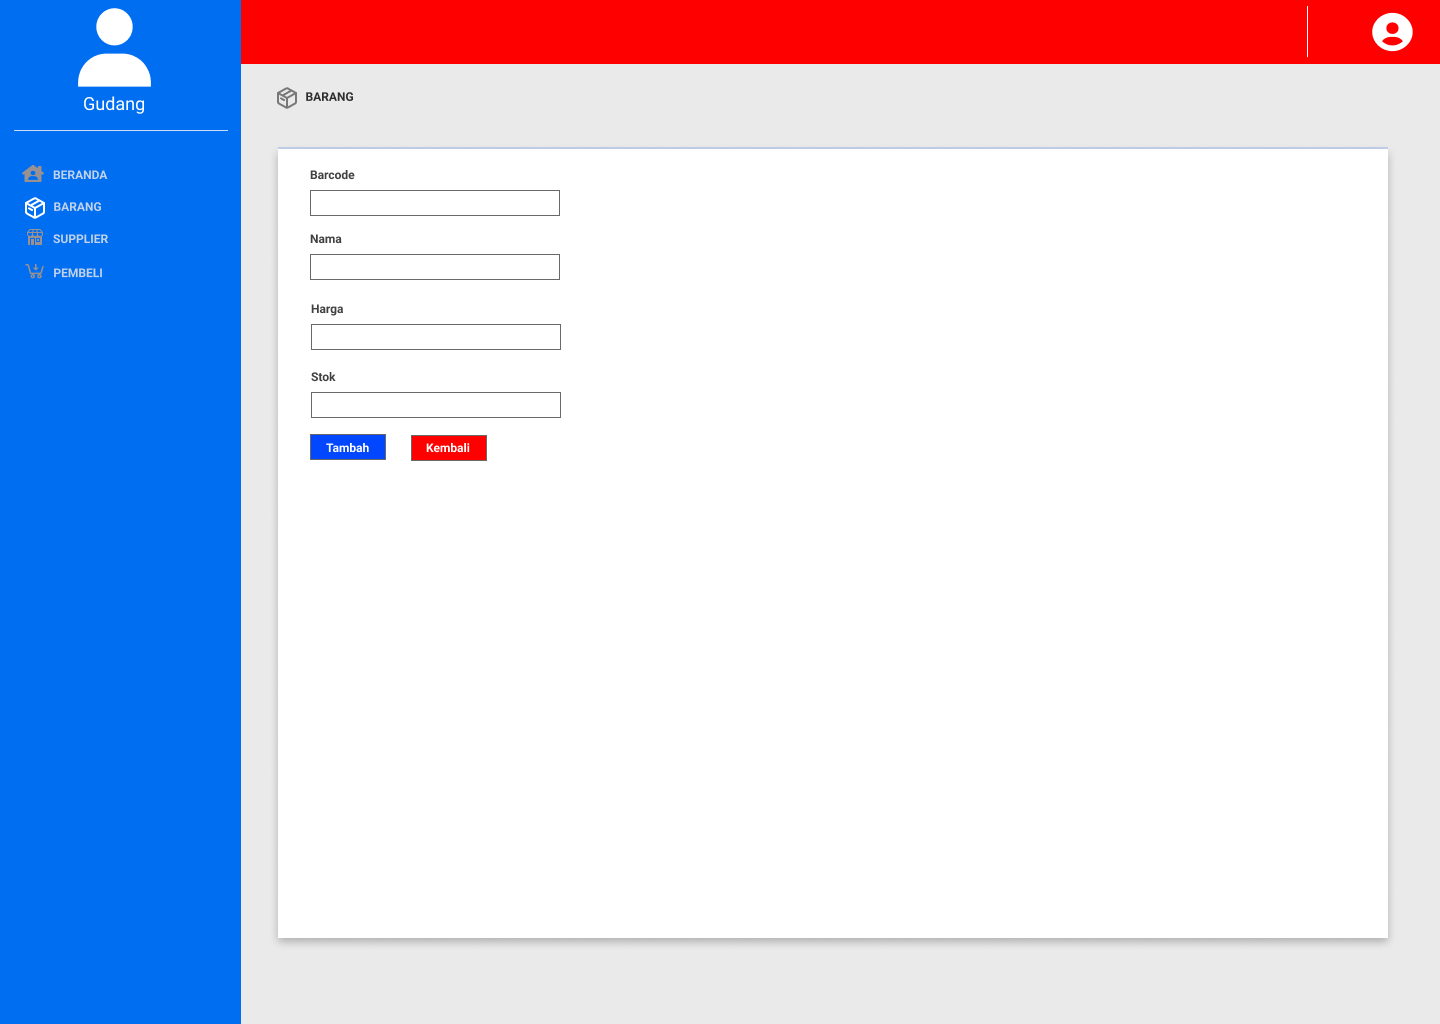 Gudang
BERANDA
BARANG
SUPPLIER
PEMBELI
BARANG
Barcode
Nama
Harga
Stok
Tambah
Kembali